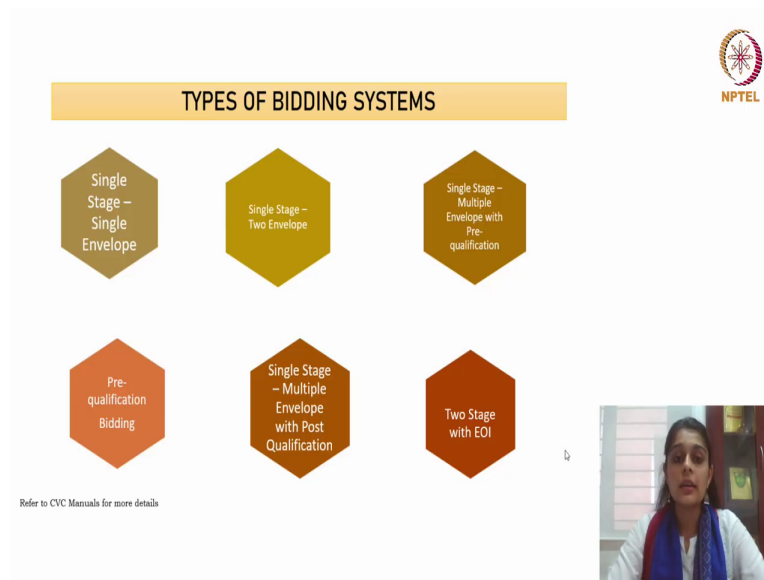 TYPES OF BIDDING SYSTEMS
NPTEL
Single
Stage –
Single
Envelope
Single Stage –
Two Envelope
Single Stage –
Multiple
Envelope with
Pre-
qualification
Pre-
qualification
Bidding
Single Stage
– Multiple
Envelope
with Post
Qualification
Two Stage
with EOI
Refer to CVC Manuals for more details